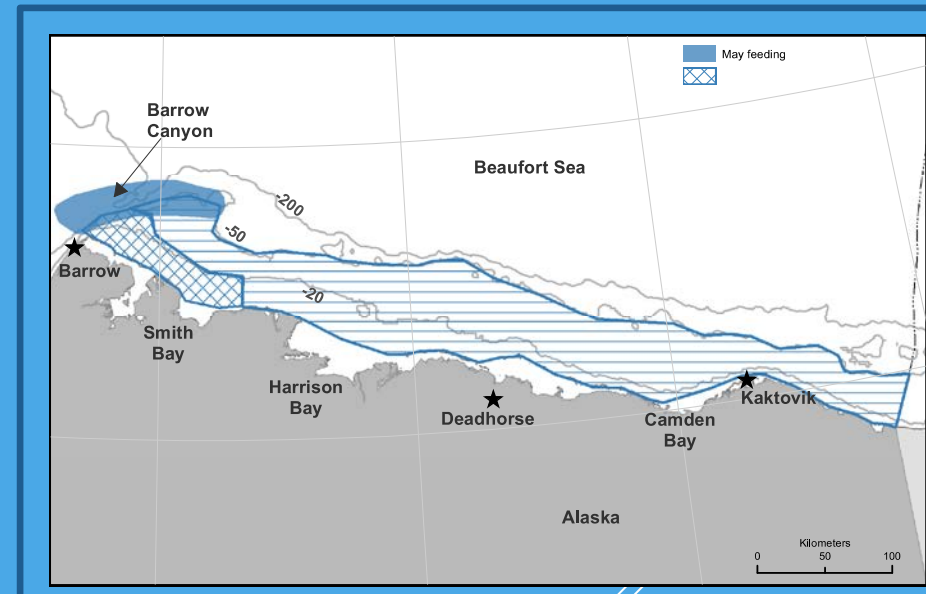 May feeding
Barrow
Canyon
Beaufort Sea
-200
-50
Barrow
-20
Smith
Bay
Harrison
Bay
Deadhorse
Kaktovik
Camden
Bay
Alaska
Kilometers
0 50 100